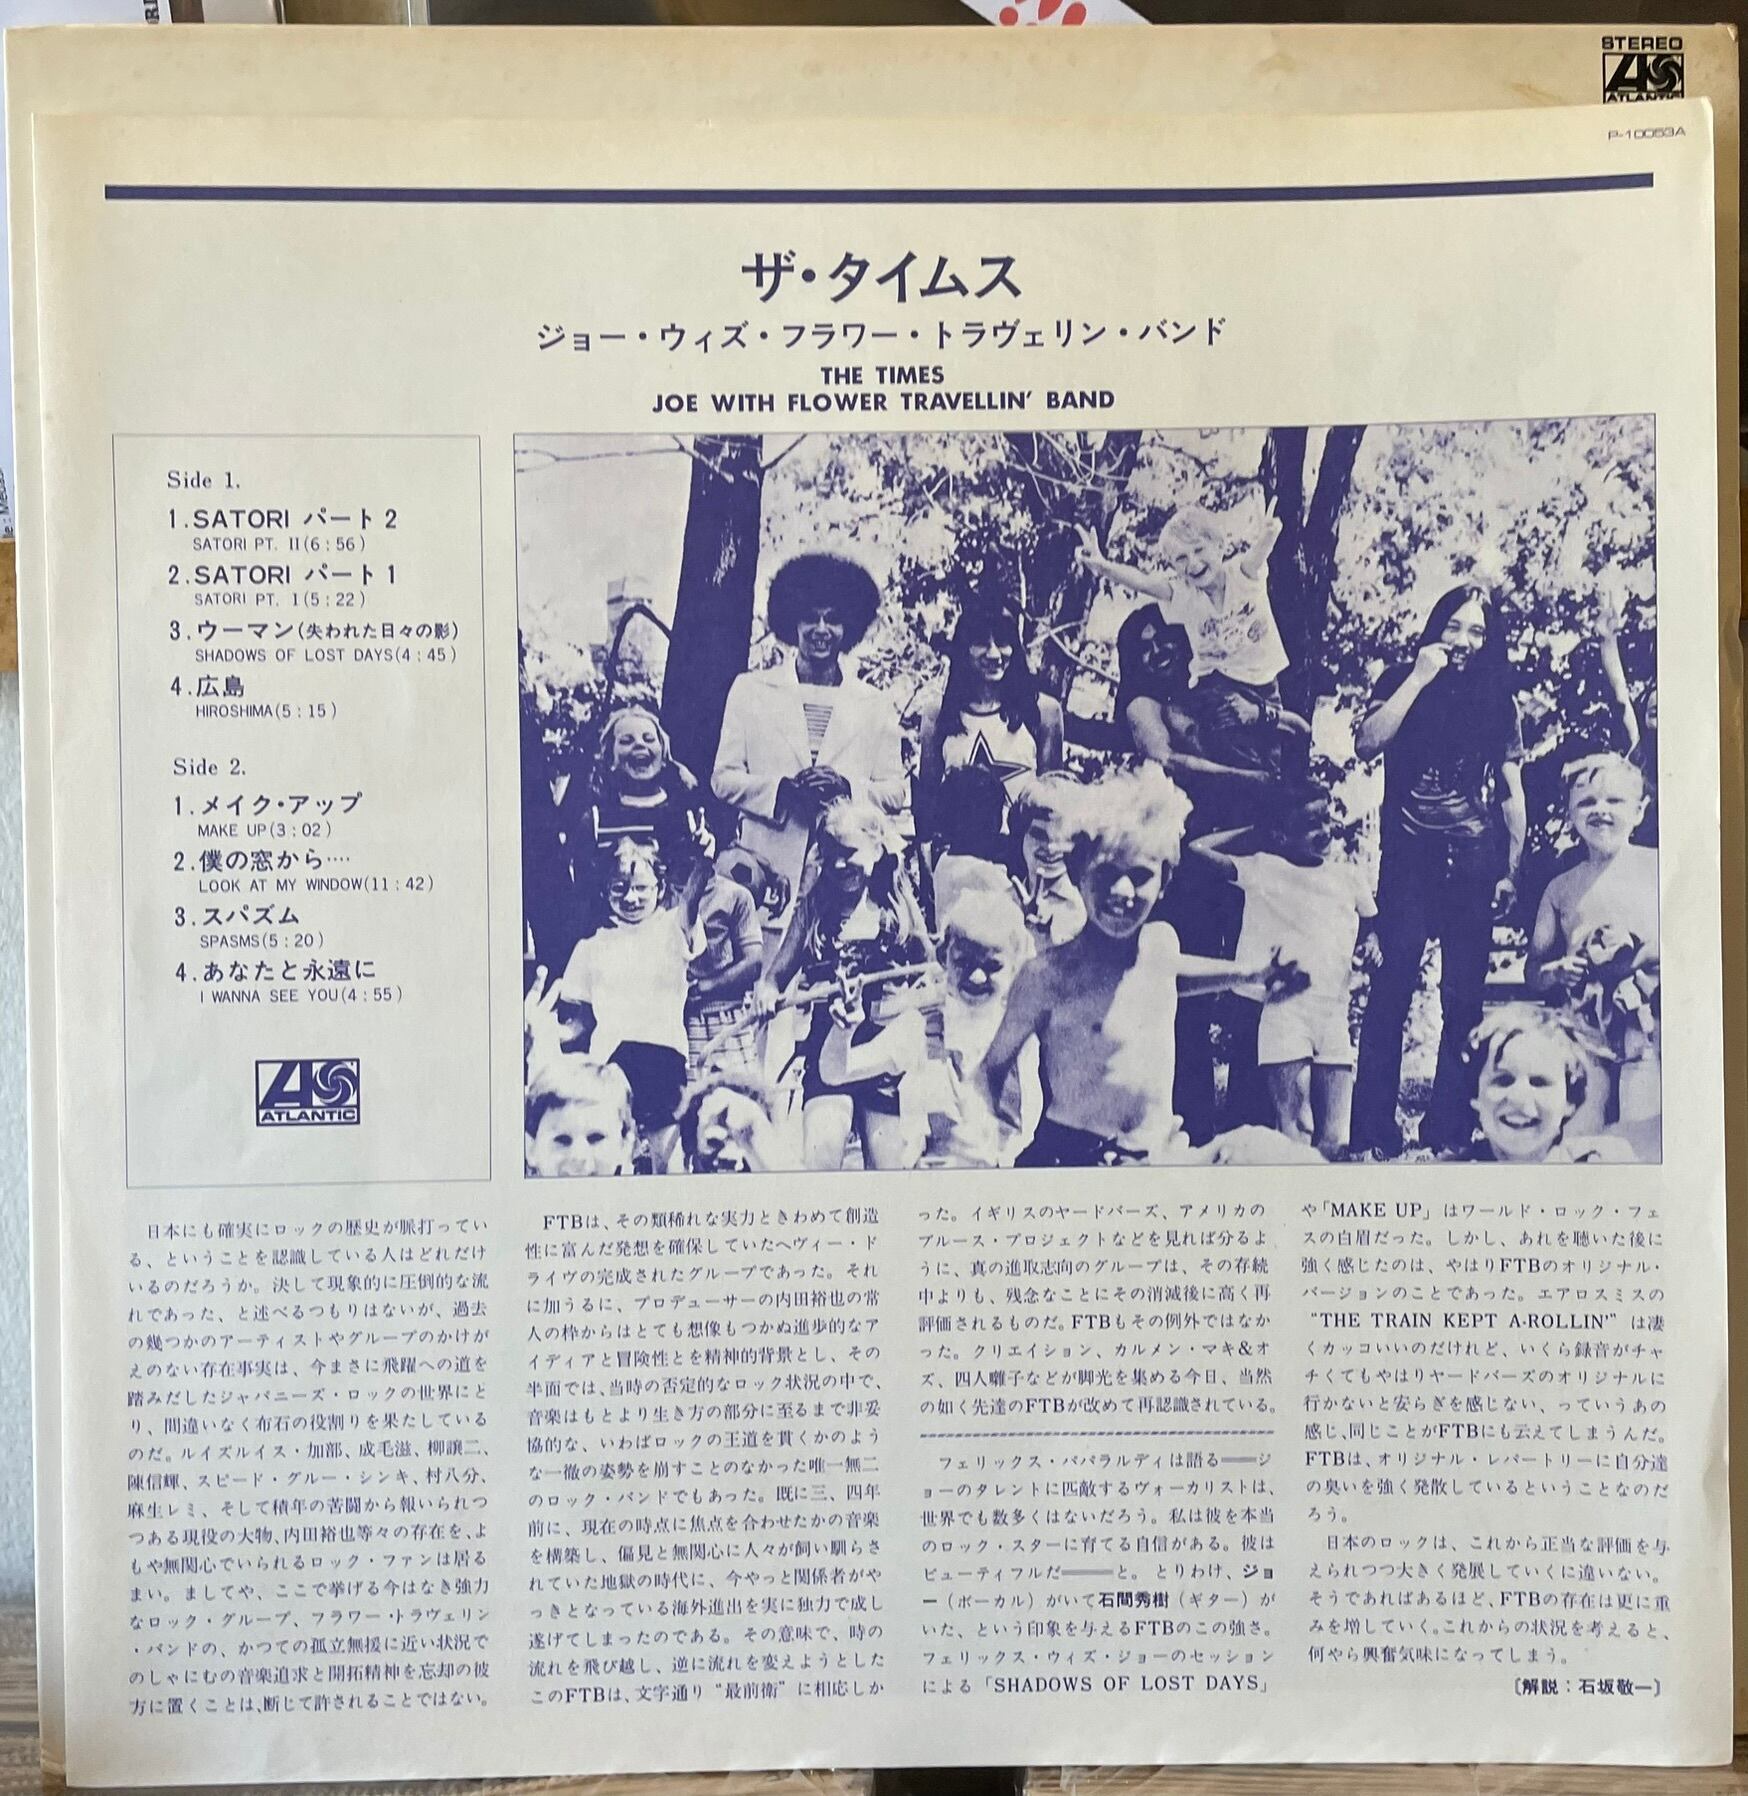 STEREO
ATLANTIC
P-10053A
ザ・タイムス
ジョー・ウィズ・フラワー・トラヴェリン・バンド
THE TIMES
JOE WITH FLOWER TRAVELLIN' BAND
Side 1.
1.SATORI パート2
SATORI PT. II(6:56)
2.SATORI パート1
SATORI PT. I(5:22)
3.ウーマン(失われた日々の影)
SHADOWS OF LOST DAYS(4:45)
4.広島
HIROSHIMA(5:15)
Side 2.
1.メイク・アップ
MAKE UP(3:02)
2.僕の窓から‥‥
LOOK AT MY WINDOW(11:42)
3.スパズム
SPASMS(5:20)
4.あなたと永遠に
I WANNA SEE YOU(4:55)
ATLANTIC
日本にも確実にロックの歴史が脈打ってい
る、ということを認識している人はどれだけ
いるのだろうか。決して現象的に圧倒的な流
れであった、と述べるつもりはないが、過去
の幾つかのアーティストやグループのかけが
えのない存在事実は、今まさに飛躍への道を
踏みだしたジャパニーズ・ロックの世界にと
り、間違いなく布石の役割りを果たしている
のだ。ルイズルイス・加部、成毛滋、柳譲二、
陳信輝、スピード・グルー・シンキ、村八分、
麻生レミ、そして積年の苦闘から報いられつ
つある現役の大物、内田裕也等々の存在を、よ
もや無関心でいられるロック・ファンは居る
まい。ましてや、ここで挙げる今はなき強力
なロック・グループ、フラワー・トラヴェリン
・バンドの、かつての孤立無援に近い状況で
のしゃにむの音楽追求と開拓精神を忘却の彼
方に置くことは、断じて許されることではない。
FTBは、その類稀れな実力ときわめて創造
性に富んだ発想を確保していたヘヴィー・ド
ライヴの完成されたグループであった。それ
に加うるに、プロデューサーの内田裕也の常
人の枠からはとても想像もつかぬ進歩的なア
イディアと冒険性とを精神的背景とし、その
半面では、当時の否定的なロック状況の中で、
音楽はもとより生き方の部分に至るまで非妥
協的な、いわばロックの王道を貫くかのよう
な一徹の姿勢を崩すことのなかった唯一無二
のロック・バンドでもあった。既に三、四年
前に、現在の時点に焦点を合わせたかの音楽
を構築し、偏見と無関心に人々が飼い馴らさ
れていた地獄の時代に、今やっと関係者がや
っきとなっている海外進出を実に独力で成し
遂げてしまったのである。その意味で、時の
流れを飛び越し、逆に流れを変えようとした
このFTBは、文字通り“最前衛”に相応しか
った。イギリスのヤードバーズ、アメリカの
ブルース・プロジェクトなどを見れば分るよ
うに、真の進取志向のグループは、その存続
中よりも、残念なことにその消滅後に高く再
評価されるものだ。FTBもその例外ではなか
った。クリエイション、カルメン・マキ&オ
ズ、四人囃子などが脚光を集める今日、当然
の如く先達のFTBが改めて再認識されている。
フェリックス・パパラルディは語る――ジ
ョーのタレントに匹敵するヴォーカリストは、
世界でも数多くはないだろう。私は彼を本当
のロック・スターに育てる自信がある。彼は
ビューティフルだ――と。とりわけ、ジョ
ー（ボーカル）がいて石間秀樹（ギター）が
いた、という印象を与えるFTBのこの強さ。
フェリックス・ウィズ・ジョーのセッション
による「SHADOWS OF LOST DAYS」
や「MAKE UP」はワールド・ロック・フェ
スの白眉だった。しかし、あれを聴いた後に
強く感じたのは、やはりFTBのオリジナル・
バージョンのことであった。エアロスミスの
“THE TRAIN KEPT A-ROLLIN'”は凄
くカッコいいのだけれど、いくら録音がチャ
チくてもやはりヤードバーズのオリジナルに
行かないと安らぎを感じない、っていうあの
感じ、同じことがFTBにも云えてしまうんだ。
FTBは、オリジナル・レパートリーに自分達
の臭いを強く発散しているということなのだ
ろう。
日本のロックは、これから正当な評価を与
えられつつ大きく発展していくに違いない。
そうであればあるほど、FTBの存在は更に重
みを増していく。これからの状況を考えると、
何やら興奮気味になってしまう。
〔解説：石坂敬一〕